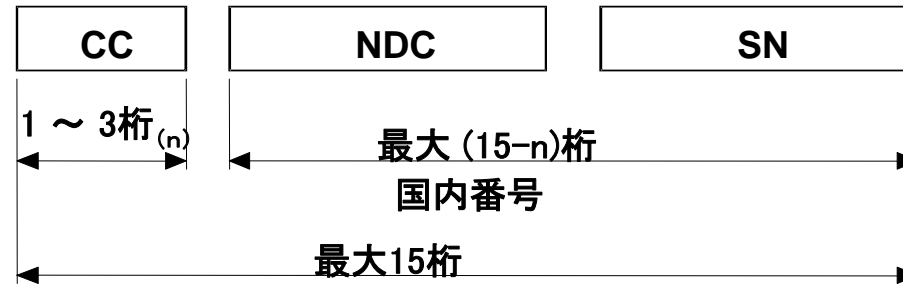 CC NDC SN
1 ～ 3桁(n)
最大 (15-n)桁
国内番号
最大15桁